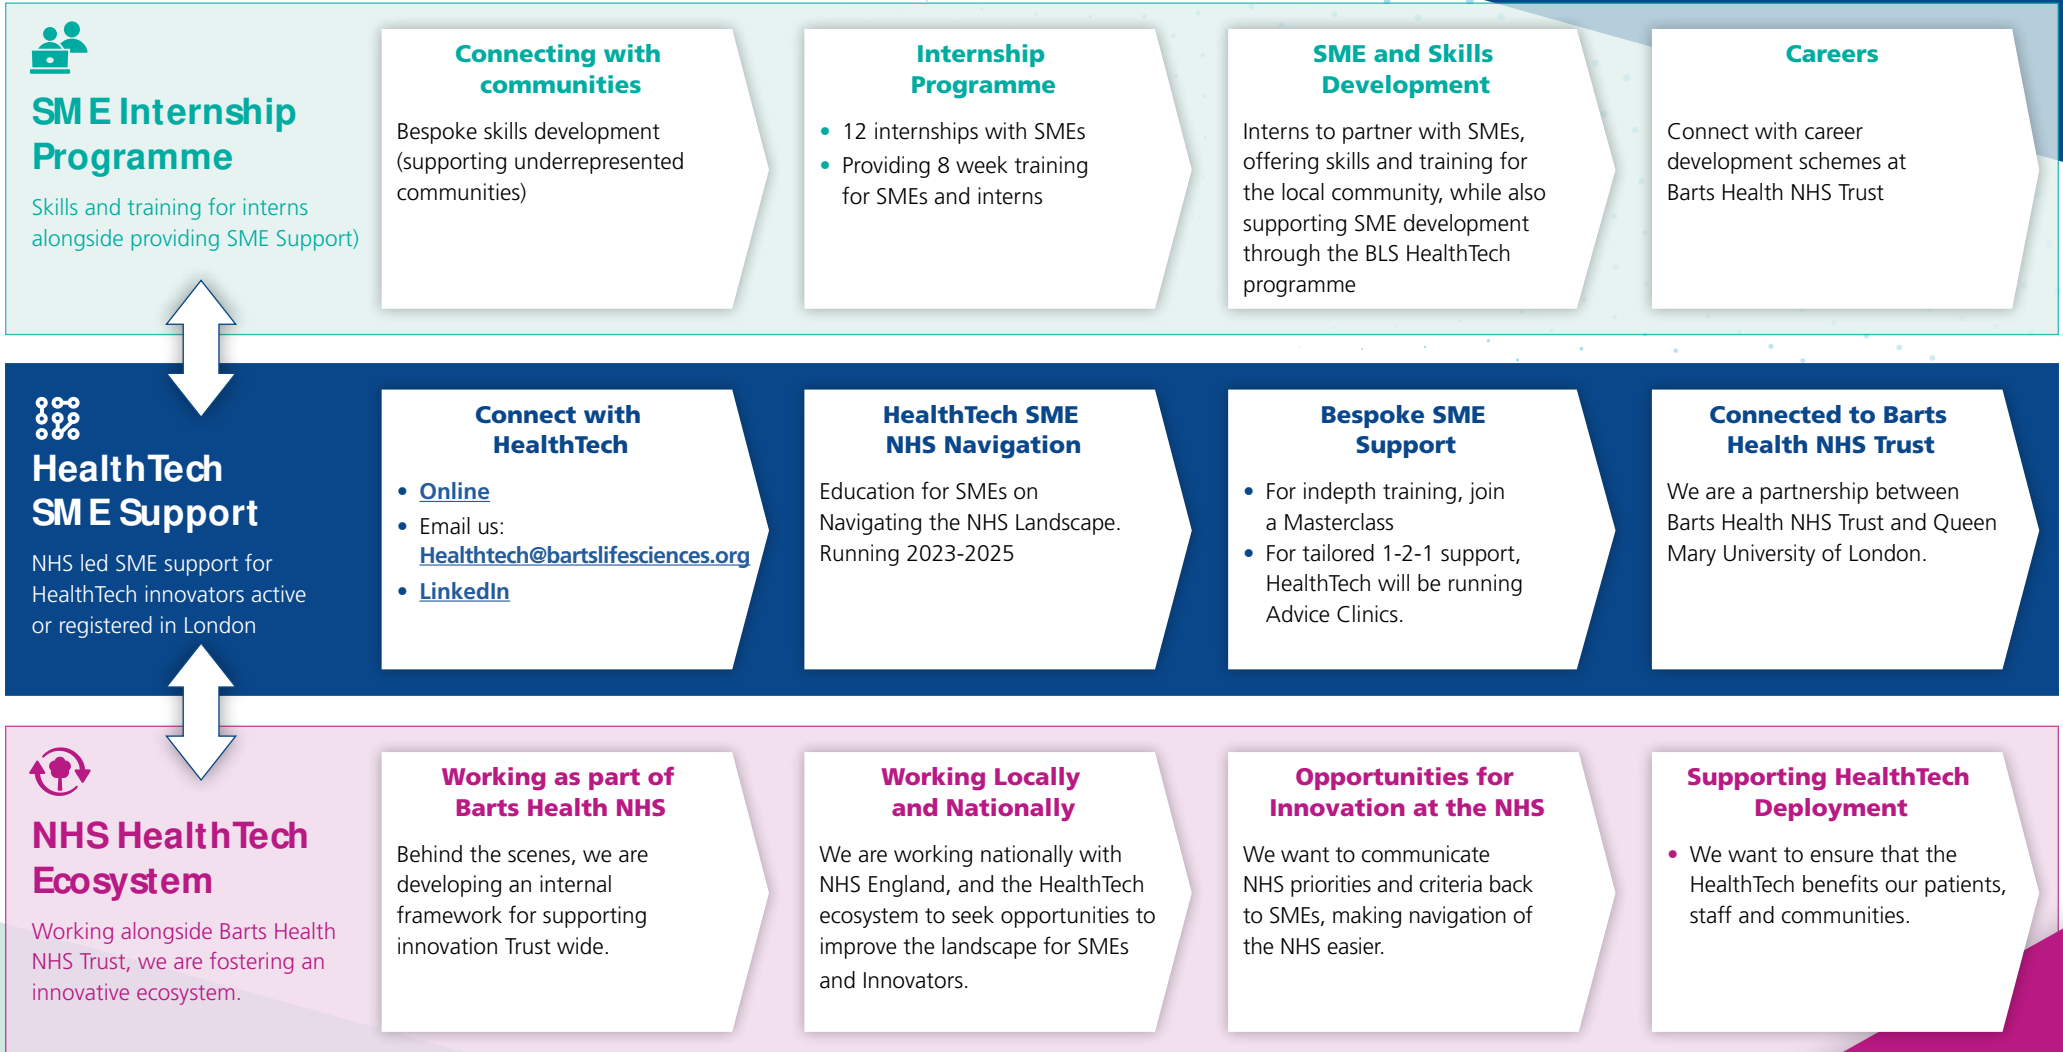 SME Internship
Programme
Skills and training for interns
alongside providing SME Support)
Connecting with
communities
Bespoke skills development
(supporting underrepresented
communities)
Internship
Programme
• 12 internships with SMEs
• Providing 8 week training
for SMEs and interns
SME and Skills
Development
Interns to partner with SMEs,
offering skills and training for
the local community, while also
supporting SME development
through the BLS HealthTech
programme
Careers
Connect with career
development schemes at
Barts Health NHS Trust
HealthTech
SME Support
NHS led SME support for
HealthTech innovators active
or registered in London
Connect with
HealthTech
• Online
• Email us:
Healthtech@bartslifesciences.org
• LinkedIn
HealthTech SME
NHS Navigation
Education for SMEs on
Navigating the NHS Landscape.
Running 2023-2025
Bespoke SME
Support
• For indepth training, join
a Masterclass
• For tailored 1-2-1 support,
HealthTech will be running
Advice Clinics.
Connected to Barts
Health NHS Trust
We are a partnership between
Barts Health NHS Trust and Queen
Mary University of London.
NHS HealthTech
Ecosystem
Working alongside Barts Health
NHS Trust, we are fostering an
innovative ecosystem.
Working as part of
Barts Health NHS
Behind the scenes, we are
developing an internal
framework for supporting
innovation Trust wide.
Working Locally
and Nationally
We are working nationally with
NHS England, and the HealthTech
ecosystem to seek opportunities to
improve the landscape for SMEs
and Innovators.
Opportunities for
Innovation at the NHS
We want to communicate
NHS priorities and criteria back
to SMEs, making navigation of
the NHS easier.
Supporting HealthTech
Deployment
• We want to ensure that the
HealthTech benefits our patients,
staff and communities.